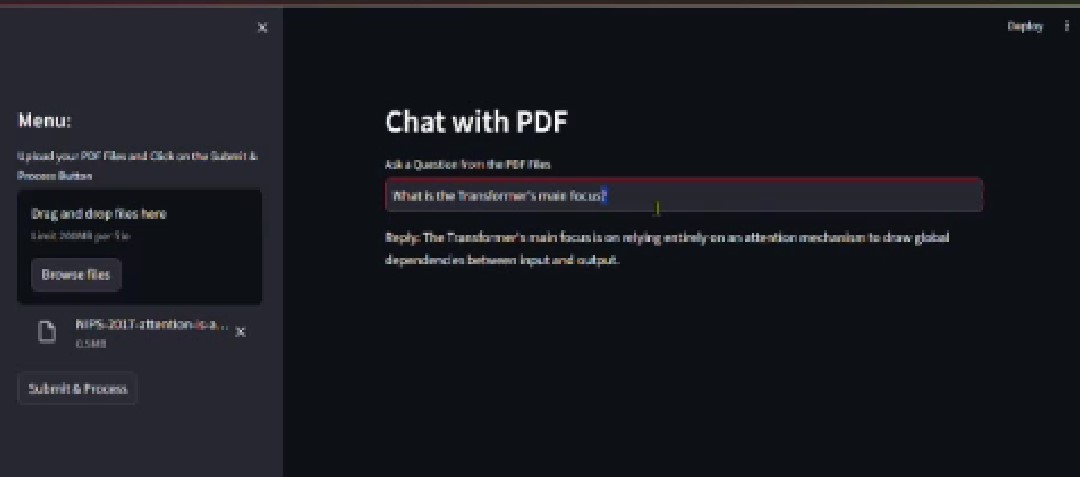 Deploy
Menu:
Upload your PDF Files and Click on the Submit &
Process Button
Drag and drop files here
Limit 200MB per file
Browse files
NIPS-2017-attention-is-a...
0.5MB
Submit & Process
Chat with PDF
Ask a Question from the PDF Files
What is the Transformer's main focus?
Reply: The Transformer's main focus is on relying entirely on an attention mechanism to draw global
dependencies between input and output.